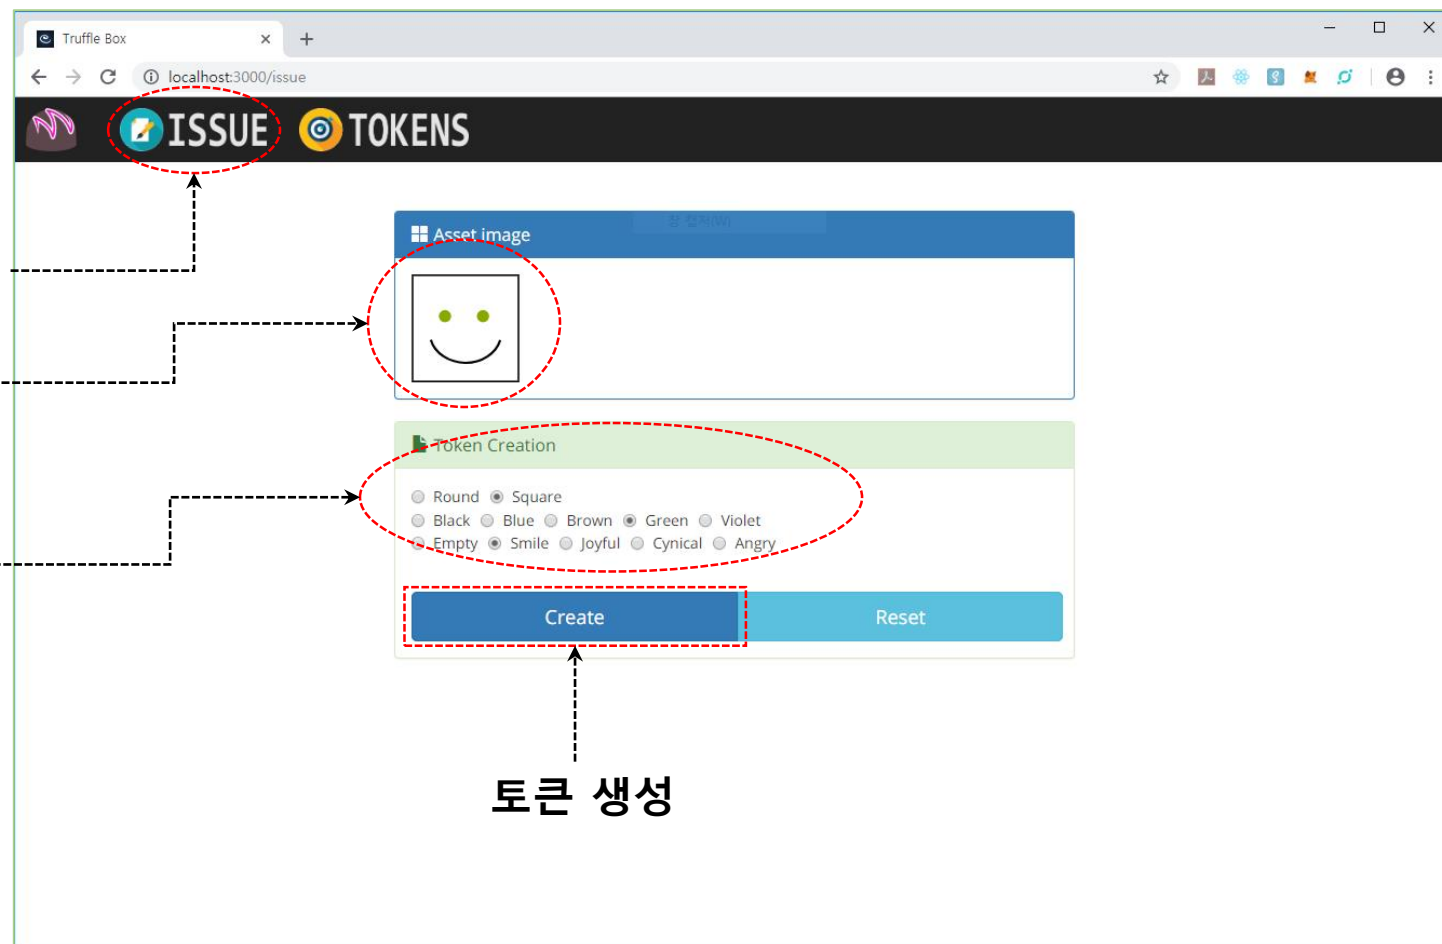 Truffle Box
localhost:3000/issue
ISSUE TOKENS
Asset image
Token Creation
Round Square
Black Blue Brown Green Violet
Empty Smile Joyful Cynical Angry
Create Reset
토큰 생성